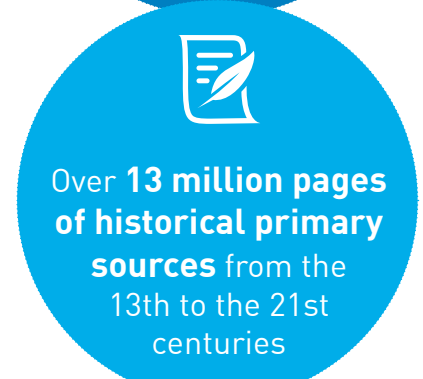 Over 13 million pages
of historical primary
sources from the
13th to the 21st
centuries